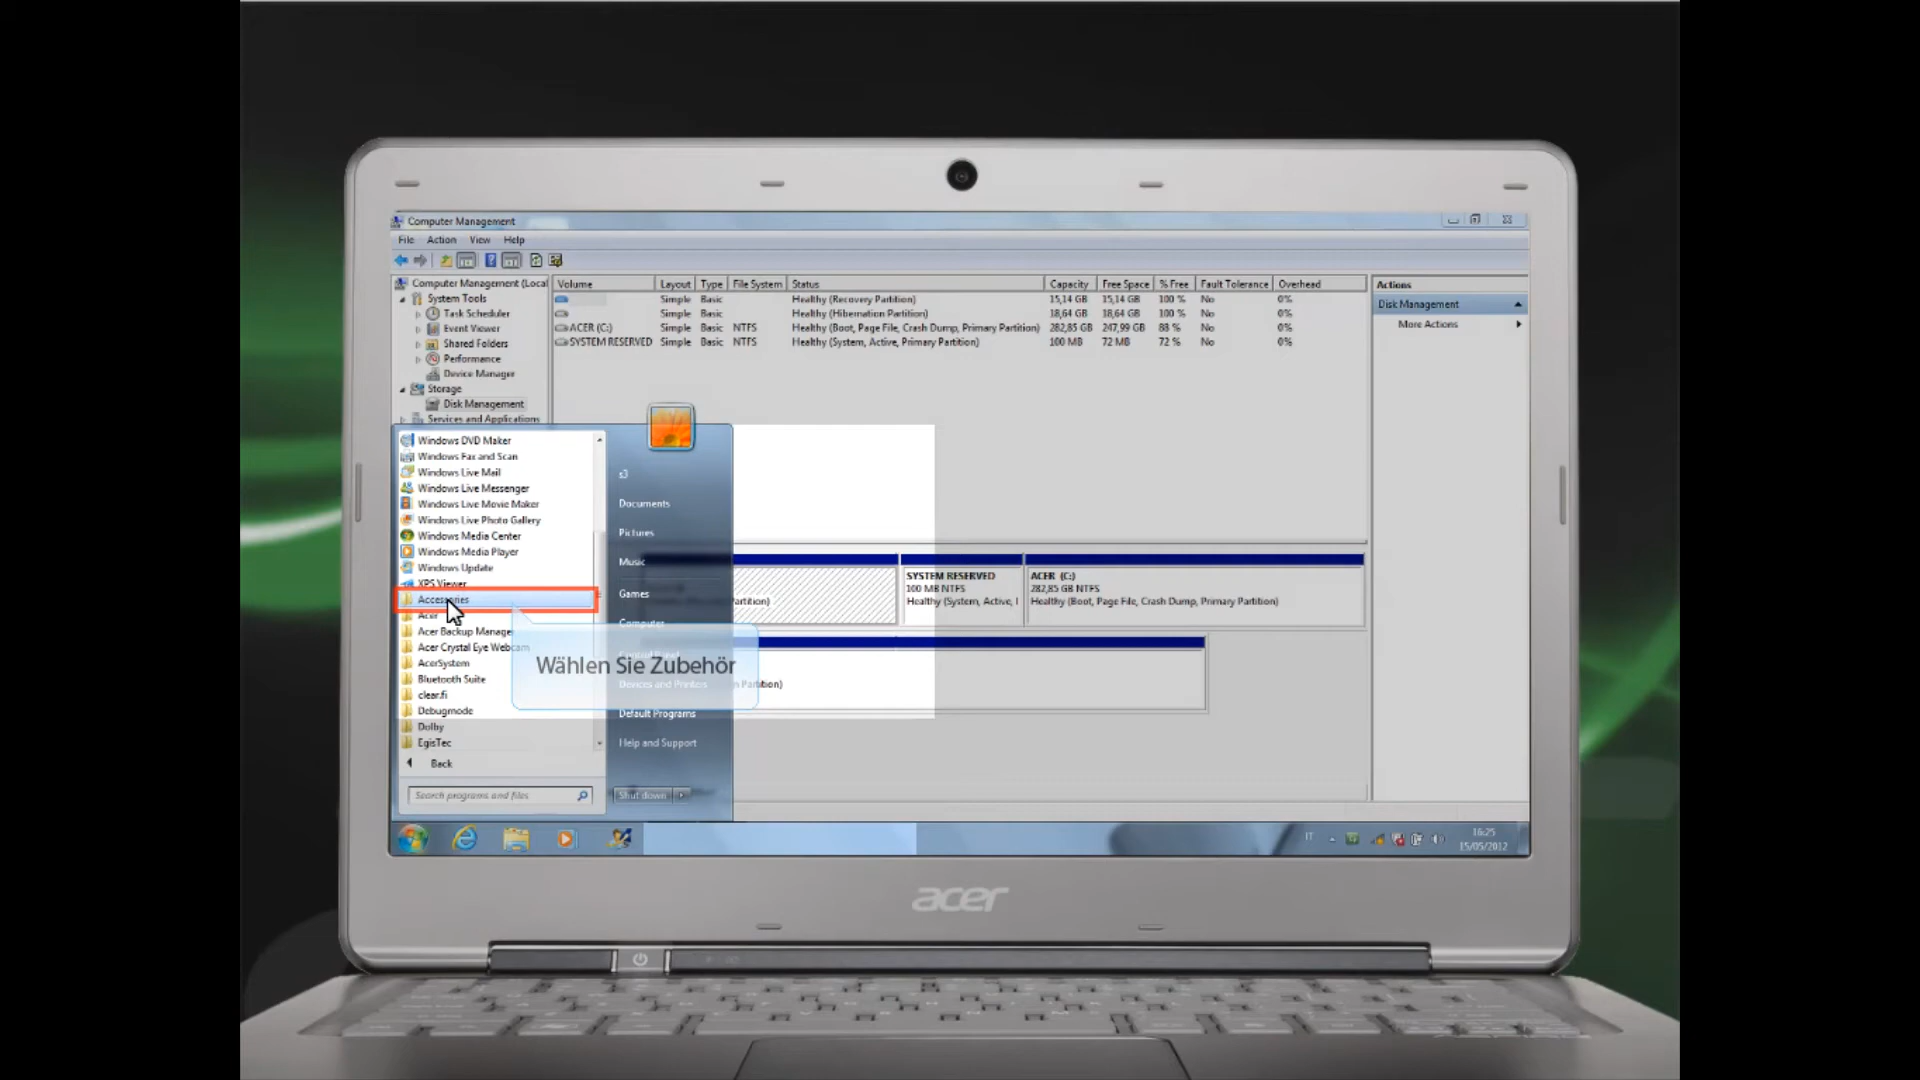 Computer Management
File Action View Help
Computer Management (Local
System Tools
Task Scheduler
Event Viewer
Shared Folders
Performance
Device Manager
Storage
Disk Management
Services and Applications
Volume Layout Type File System Status Capacity Free Space % Free Fault Tolerance Overhead
Simple Basic Healthy (Recovery Partition) 15,14 GB 15,14 GB 100 % No 0%
Simple Basic Healthy (Hibernation Partition) 18,64 GB 18,64 GB 100 % No 0%
ACER (C:) Simple Basic NTFS Healthy (Boot, Page File, Crash Dump, Primary Partition) 282,85 GB 247,99 GB 88 % No 0%
SYSTEM RESERVED Simple Basic NTFS Healthy (System, Active, Primary Partition) 100 MB 72 MB 72 % No 0%
Actions
Disk Management
More Actions
Windows DVD Maker
Windows Fax and Scan
Windows Live Mail
Windows Live Messenger
Windows Live Movie Maker
Windows Live Photo Gallery
Windows Media Center
Windows Media Player
Windows Update
XPS Viewer
Accessories
Acer
Acer Backup Manager
Acer Crystal Eye Webcam
AcerSystem
Bluetooth Suite
clear.fi
Debugmode
Dolby
EgisTec
Back
Search programs and files
s3
Documents
Pictures
Music
Games
Computer
Control Panel
Devices and Printers
Default Programs
Help and Support
Shut down
Wählen Sie Zubehör
artition)
SYSTEM RESERVED
100 MB NTFS
Healthy (System, Active, I
ACER (C:)
282,85 GB NTFS
Healthy (Boot, Page File, Crash Dump, Primary Partition)
n Partition)
IT
16:25
15/05/2012
acer